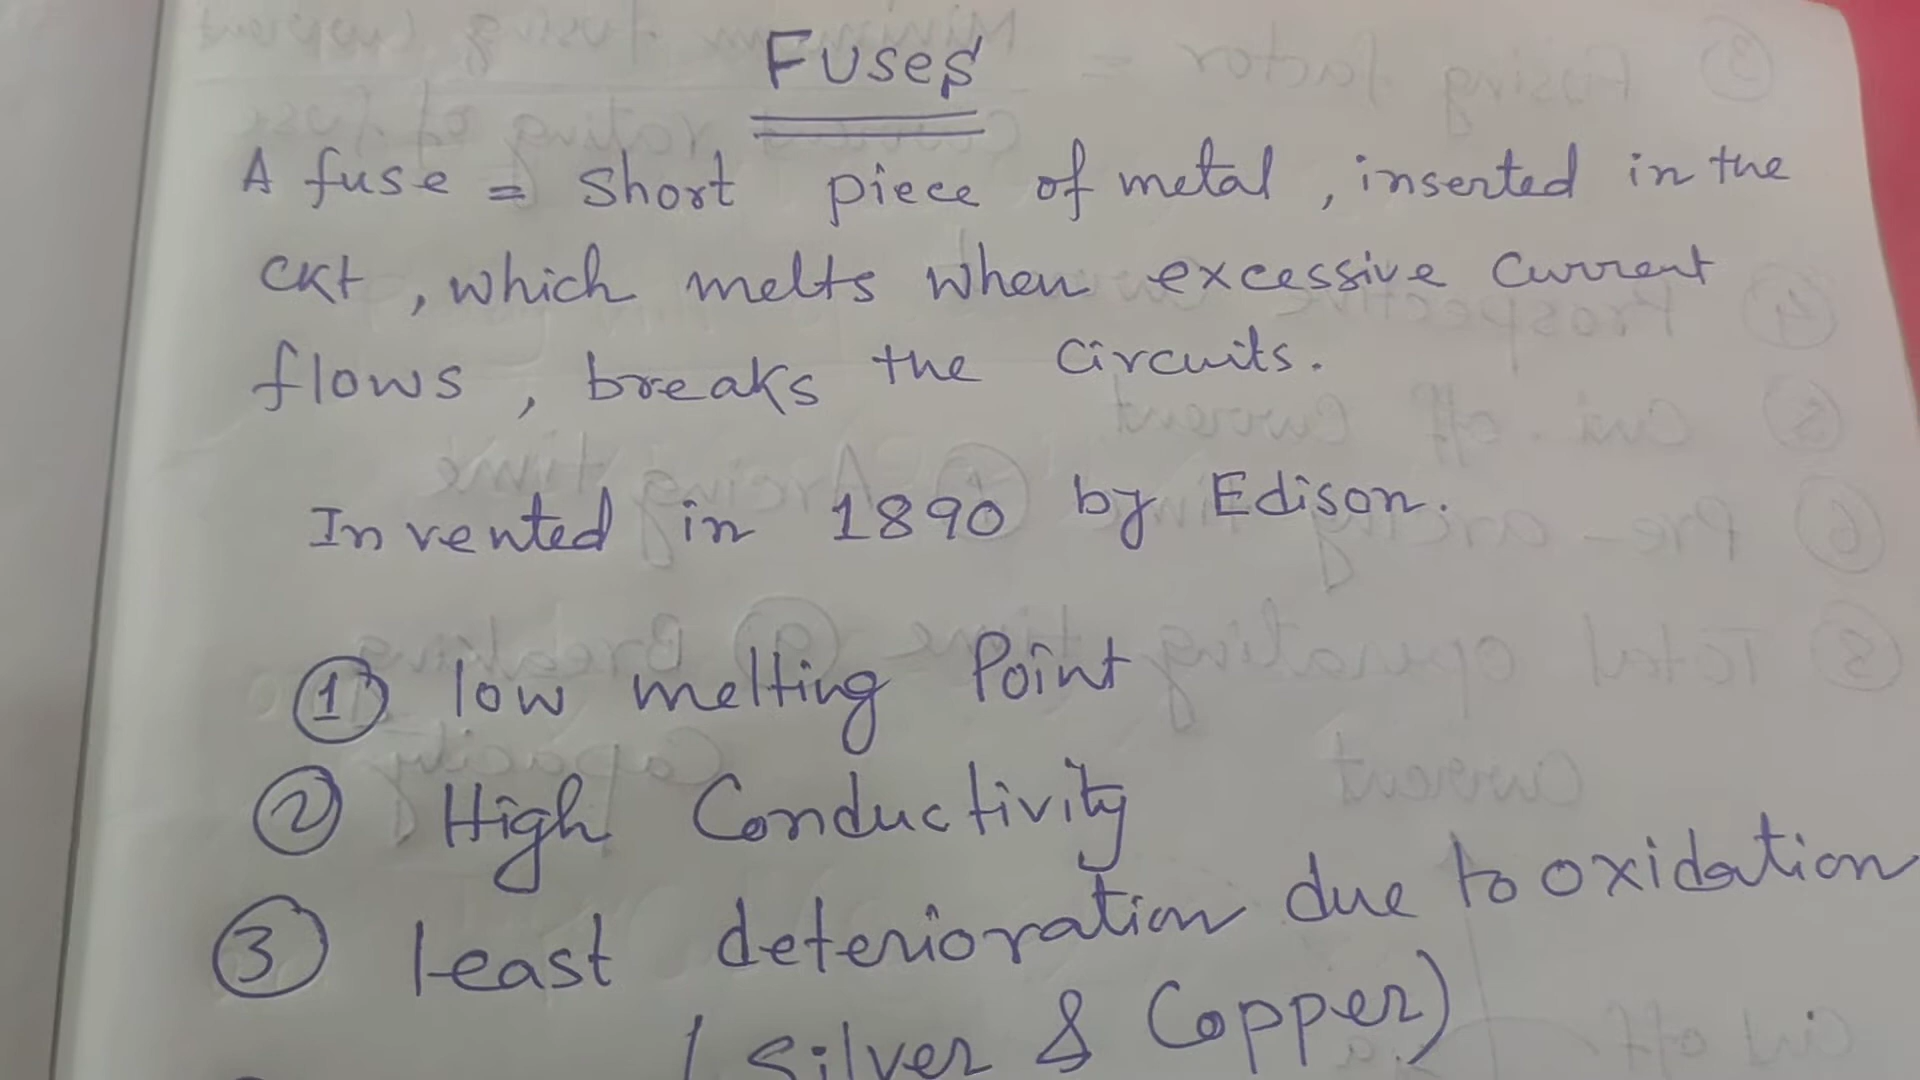 Fuses
A fuse = Short piece of metal, inserted in the
ckt, which melts when excessive current
flows, breaks the Circuits.
Invented in 1890 by Edison.
① low melting Point
② High Conductivity
③ least deterioration due to oxidation
(Silver & Copper)